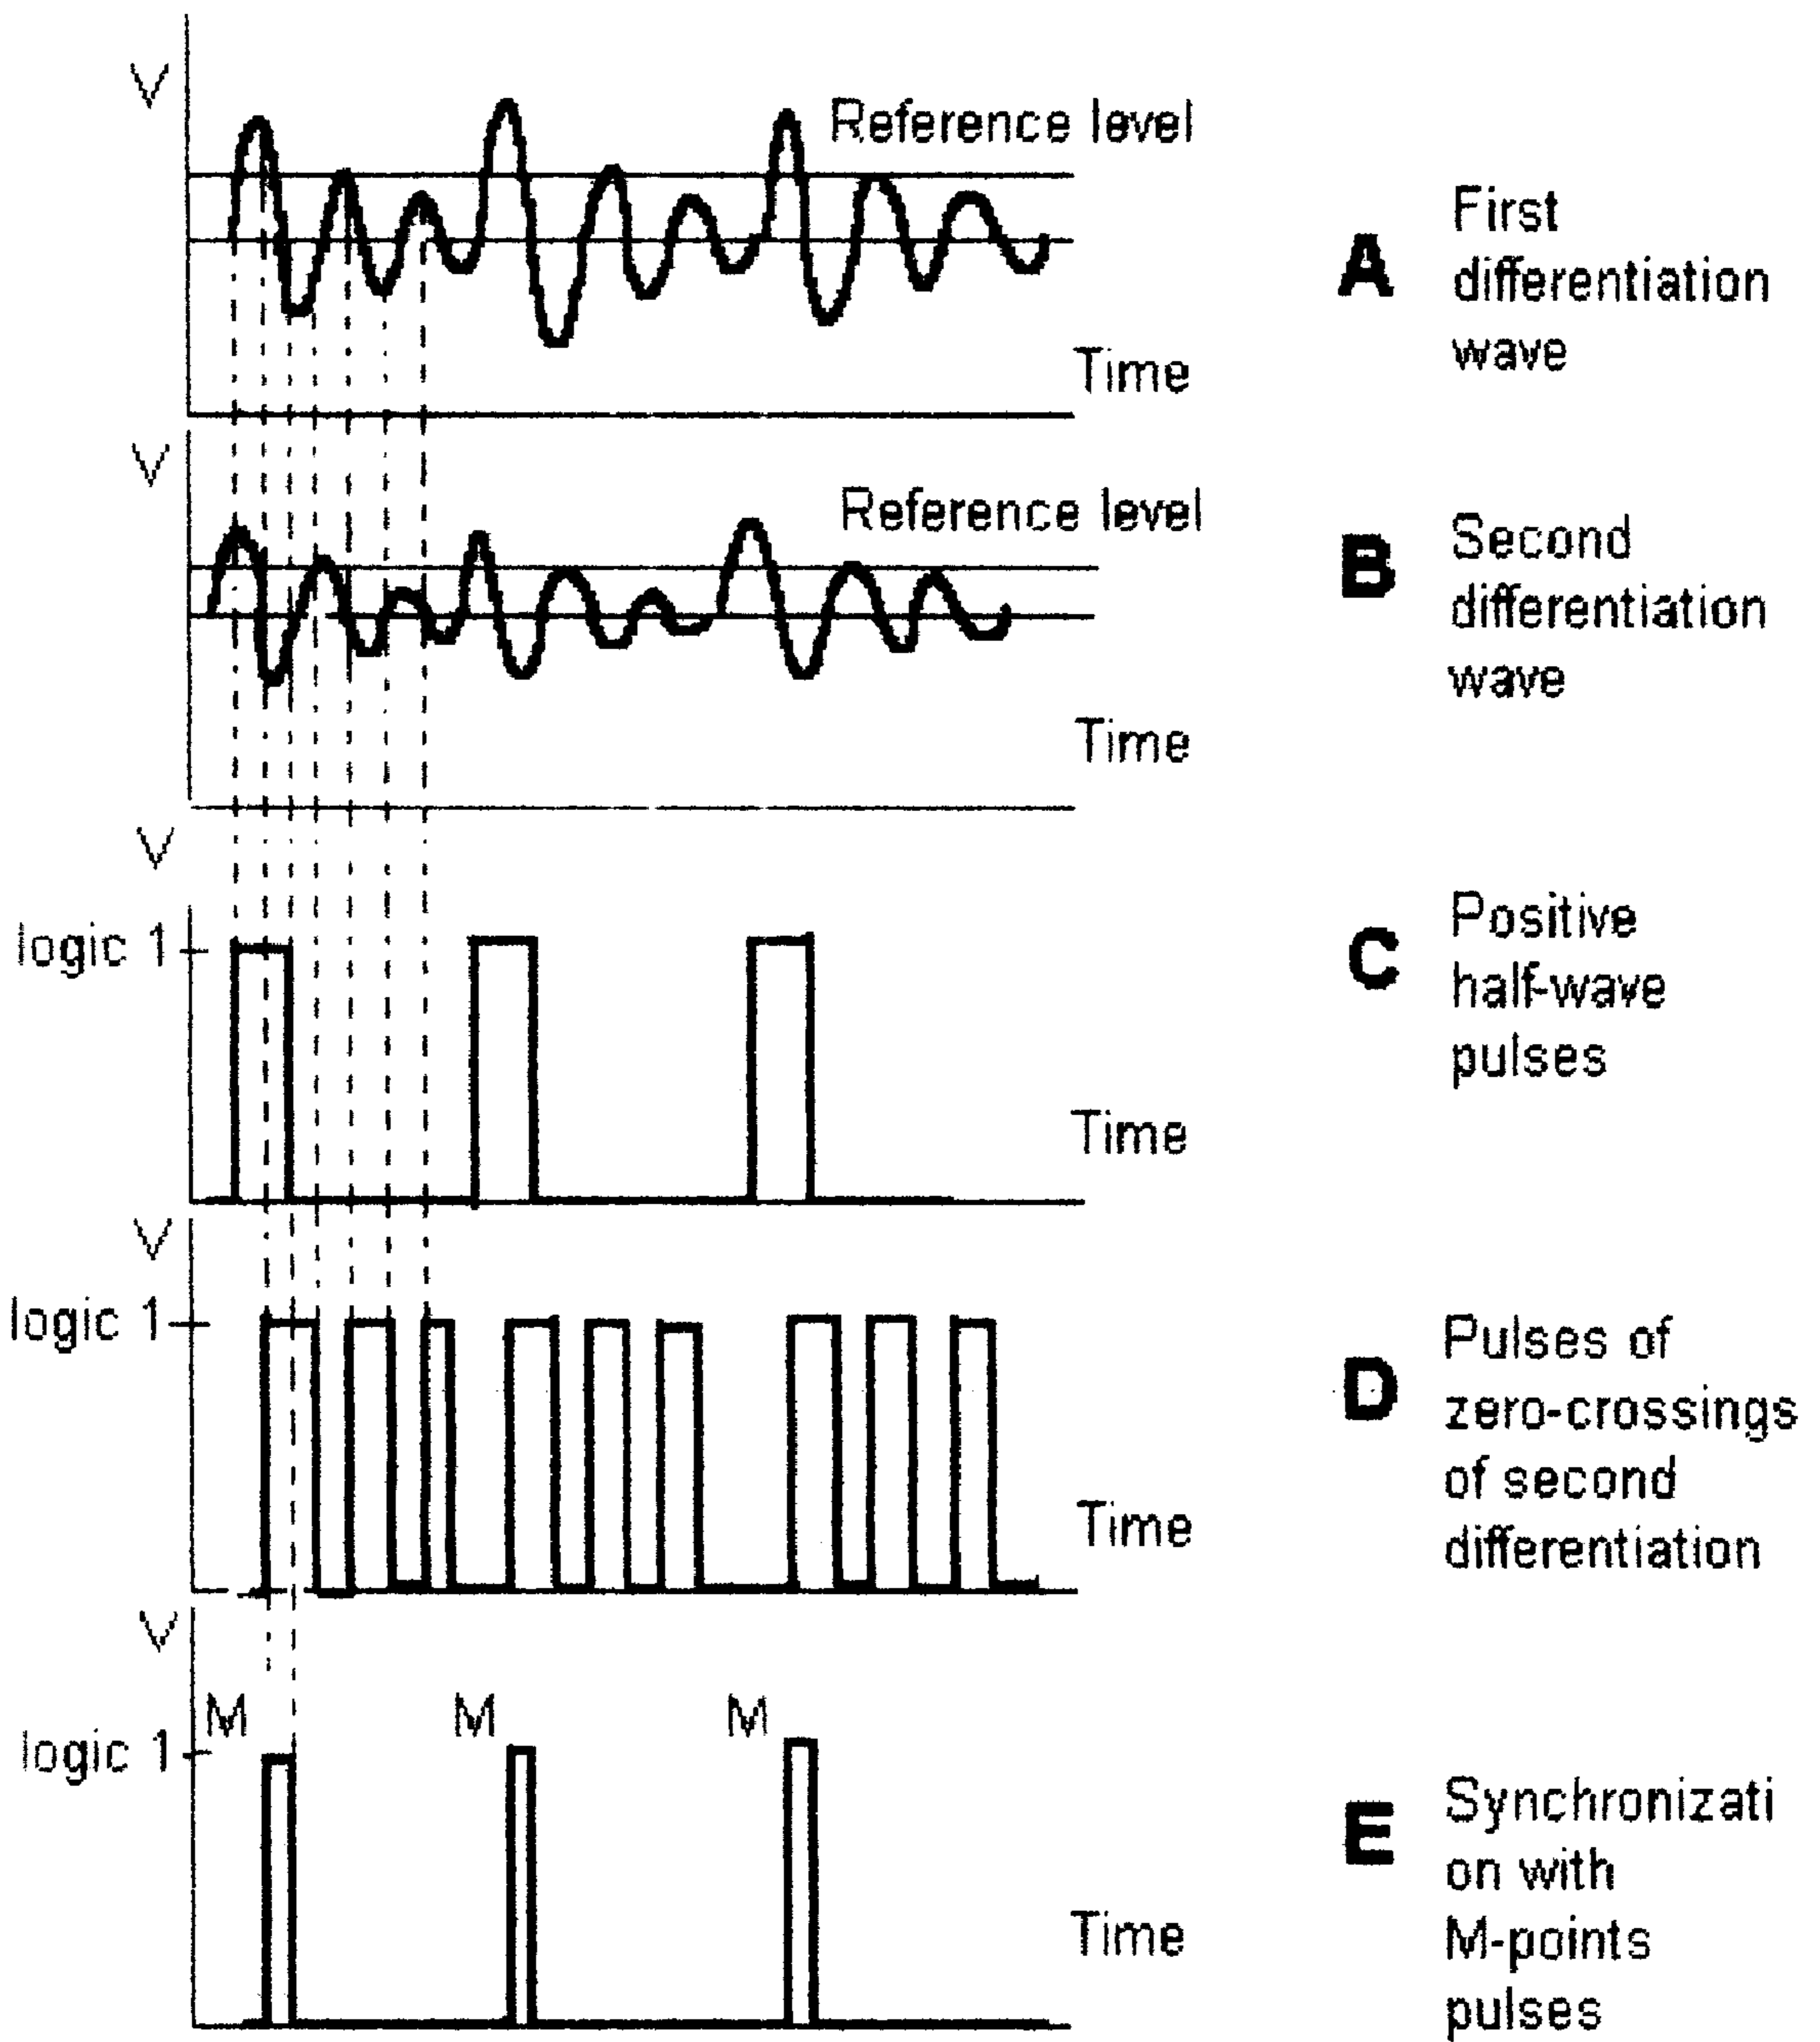 V
Reference level
Time
A
First
differentiation
wave
V
Reference level
Time
B
Second
differentiation
wave
V
logic 1
Time
C
Positive
half-wave
pulses
V
logic 1
Time
D
Pulses of
zero-crossings
of second
differentiation
V
M M M
logic 1
Time
E
Synchronizati
on with
M-points
pulses